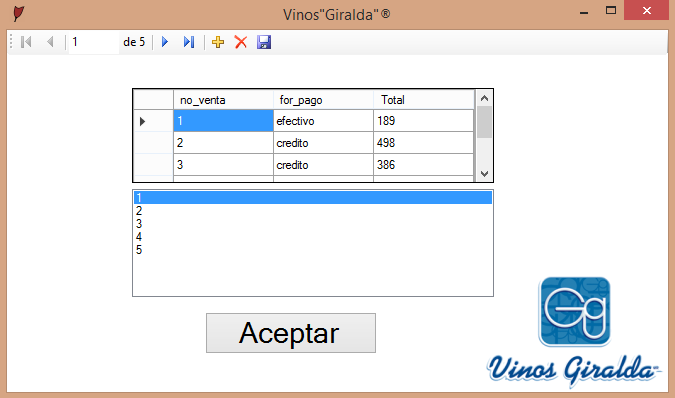 Vinos"Giralda"®
1 de 5
no_venta for_pago Total
1 efectivo 189
2 credito 498
3 credito 386
1
2
3
4
5
Aceptar
Gg
Vinos Giralda